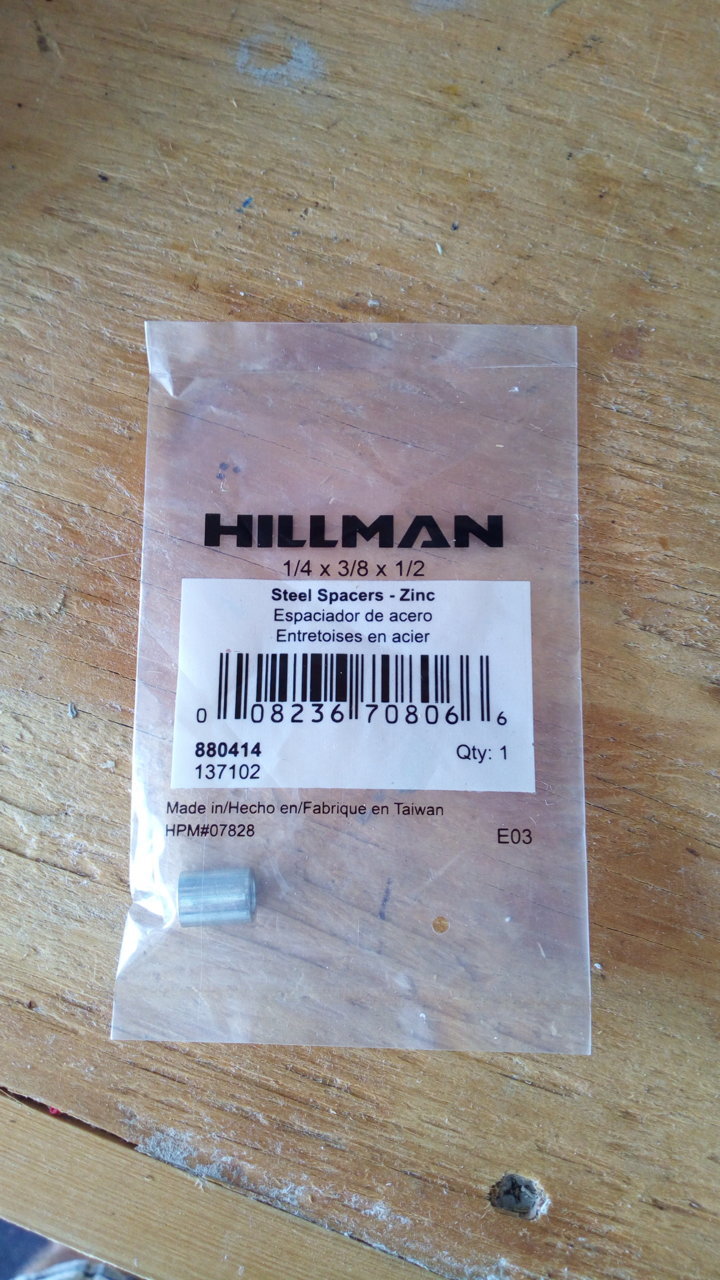 HILLMAN
1/4 x 3/8 x 1/2
Steel Spacers - Zinc
Espaciador de acero
Entretoises en acier
0 08236 70806 6
880414 Qty: 1
137102
Made in/Hecho en/Fabrique en Taiwan
HPM#07828 E03